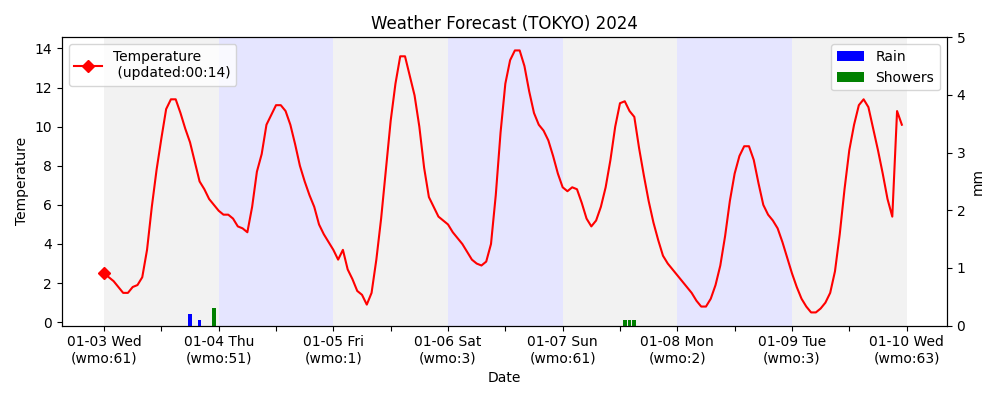 Weather Forecast (TOKYO) 2024
Temperature
(updated:00:14)
Rain
Showers
14
12
10
8
6
4
2
0
Temperature
5
4
3
2
1
0
mm
01-03 Wed 01-04 Thu 01-05 Fri 01-06 Sat 01-07 Sun 01-08 Mon 01-09 Tue 01-10 Wed
(wmo:61) (wmo:51) (wmo:1) (wmo:3) (wmo:61) (wmo:2) (wmo:3) (wmo:63)
Date